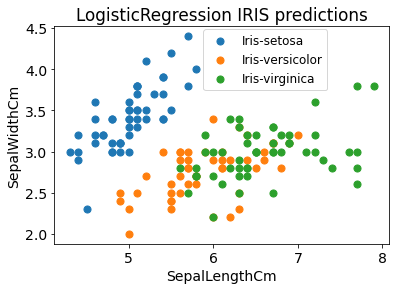 LogisticRegression IRIS predictions
Iris-setosa
Iris-versicolor
Iris-virginica
SepalWidthCm
4.5
4.0
3.5
3.0
2.5
2.0
5
6
7
8
SepalLengthCm